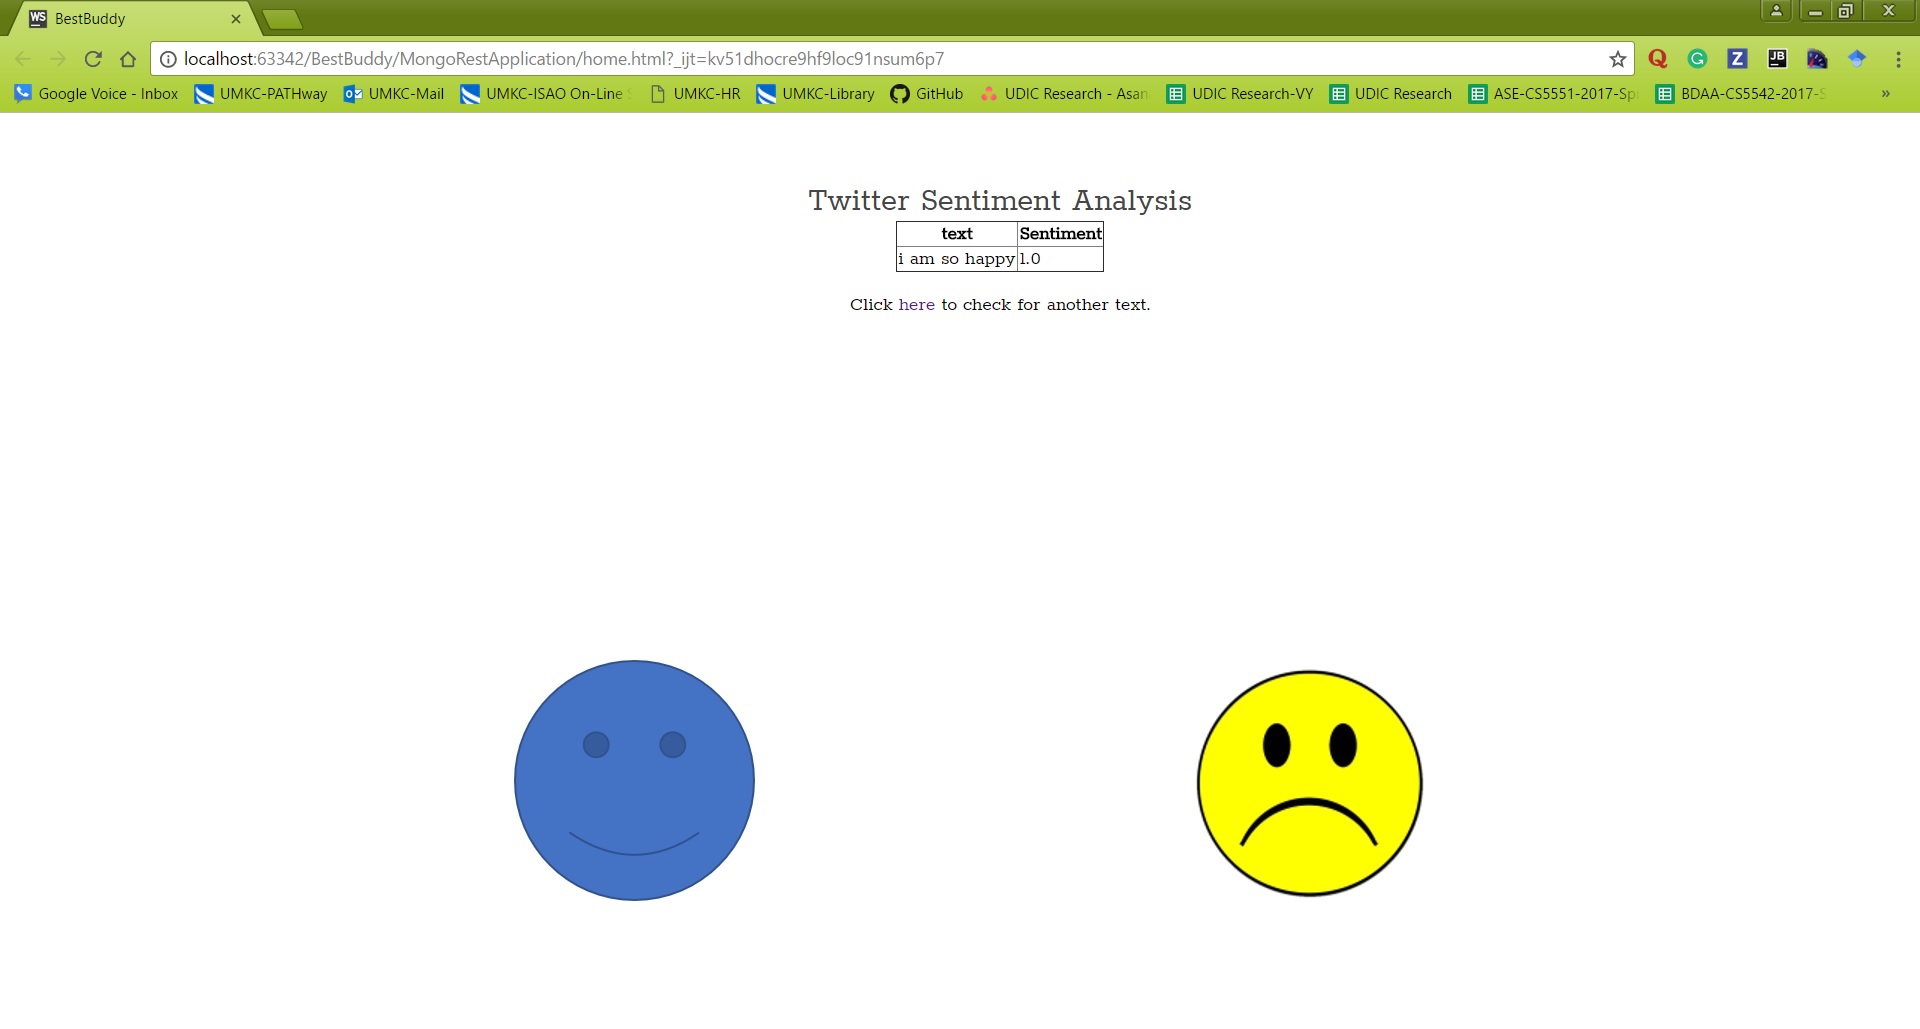 WS BestBuddy
localhost:63342/BestBuddy/MongoRestApplication/home.html?_ijt=kv51dhocre9hf9loc91nsum6p7
Q G Z JB
Google Voice - Inbox UMKC-PATHway UMKC-Mail UMKC-ISAO On-Line UMKC-HR UMKC-Library GitHub UDIC Research - Asan UDIC Research-VY UDIC Research ASE-CS5551-2017-Sp BDAA-CS5542-2017-S »
Twitter Sentiment Analysis
text Sentiment
i am so happy 1.0
Click here to check for another text.